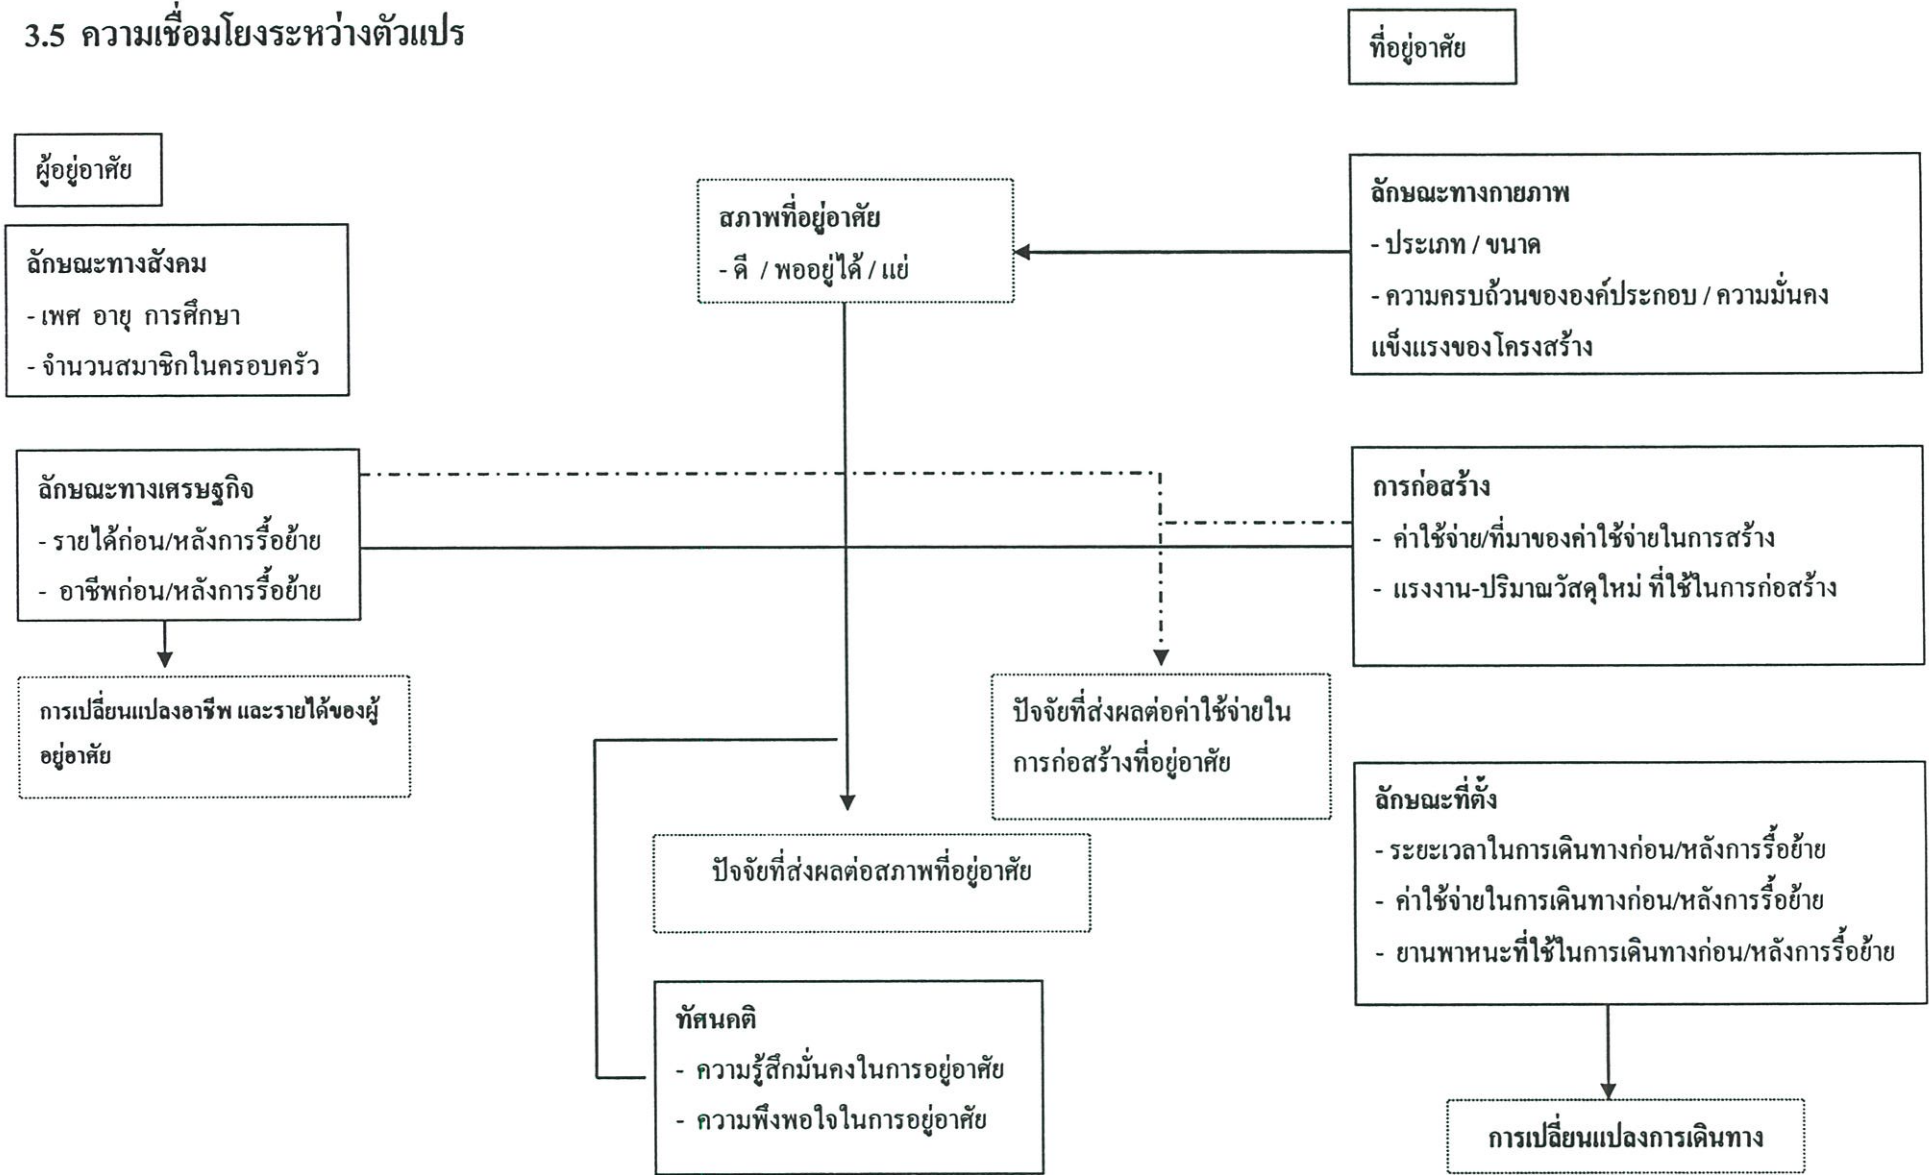 3.5 ความเชื่อมโยงระหว่างตัวแปร
ที่อยู่อาศัย
ผู้อยู่อาศัย
ลักษณะทางสังคม
- เพศ อายุ การศึกษา
- จำนวนสมาชิกในครอบครัว
สภาพที่อยู่อาศัย
- ดี / พออยู่ได้ / แย่
ลักษณะทางกายภาพ
- ประเภท / ขนาด
- ความครบถ้วนขององค์ประกอบ / ความมั่นคง
แข็งแรงของโครงสร้าง
ลักษณะทางเศรษฐกิจ
- รายได้ก่อน/หลังการรื้อย้าย
- อาชีพก่อน/หลังการรื้อย้าย
การก่อสร้าง
- ค่าใช้จ่าย/ที่มาของค่าใช้จ่ายในการสร้าง
- แรงงาน-ปริมาณวัสดุใหม่ ที่ใช้ในการก่อสร้าง
การเปลี่ยนแปลงอาชีพ และรายได้ของผู้
อยู่อาศัย
ปัจจัยที่ส่งผลต่อค่าใช้จ่ายใน
การก่อสร้างที่อยู่อาศัย
ปัจจัยที่ส่งผลต่อสภาพที่อยู่อาศัย
ลักษณะที่ตั้ง
- ระยะเวลาในการเดินทางก่อน/หลังการรื้อย้าย
- ค่าใช้จ่ายในการเดินทางก่อน/หลังการรื้อย้าย
- ยานพาหนะที่ใช้ในการเดินทางก่อน/หลังการรื้อย้าย
ทัศนคติ
- ความรู้สึกมั่นคงในการอยู่อาศัย
- ความพึงพอใจในการอยู่อาศัย
การเปลี่ยนแปลงการเดินทาง